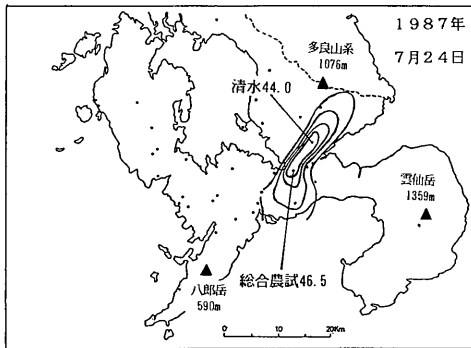 1987年
7月24日
多良山系
1076m
清水44.0
雲仙岳
1359m
総合農試46.5
八郎岳
590m
0 10 20Km